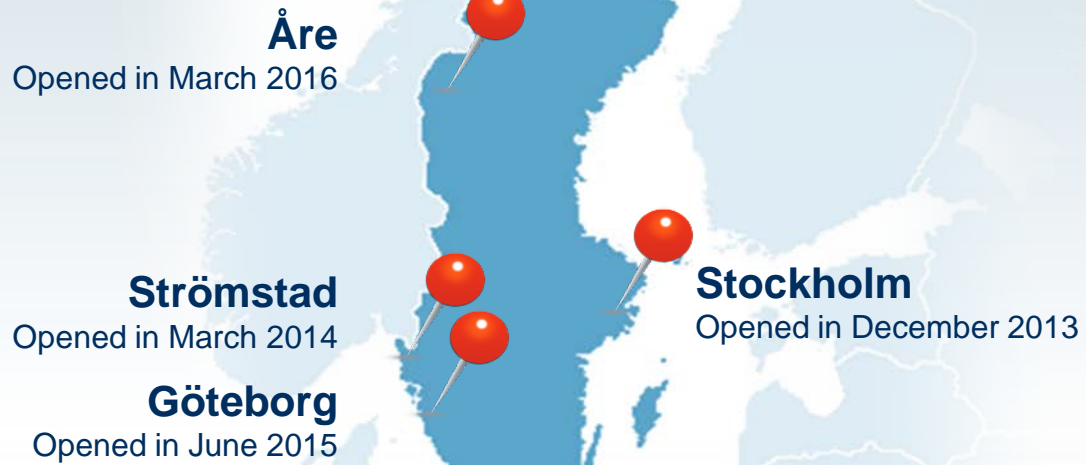 Åre
Opened in March 2016
Strömstad
Opened in March 2014
Göteborg
Opened in June 2015
Stockholm
Opened in December 2013